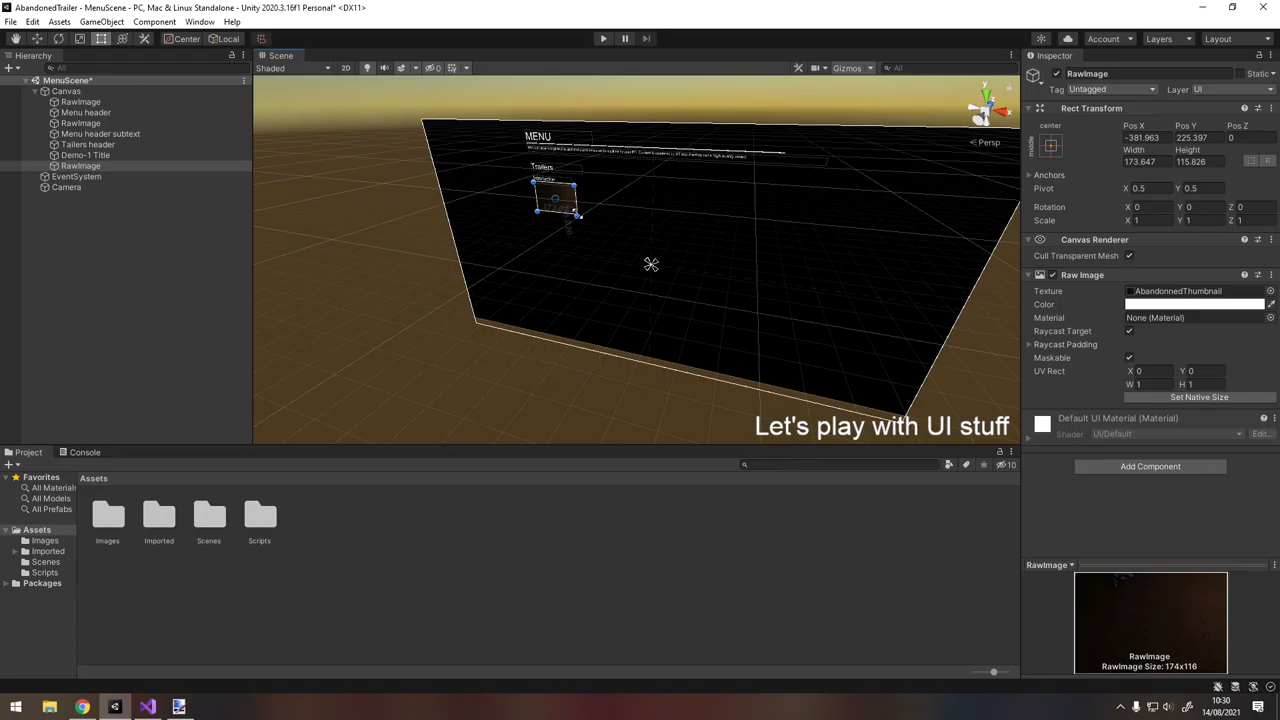 AbandonedTrailer - MenuScene - PC, Mac & Linux Standalone - Unity 2020.3.16f1 Personal* <DX11>
File Edit Assets GameObject Component Window Help
Center Local Account Layers Layout
Hierarchy Scene Inspector
All
Shaded 2D 0 Gizmos All
RawImage Static
Tag Untagged Layer UI
MenuScene*
Canvas
RawImage
Menu header
RawImage
Menu header subtext
Tailers header
Demo-1 Title
RawImage
EventSystem
Camera
y
x
Persp
MENU
Trailers
Rect Transform
center
middle
Pos X Pos Y Pos Z
-381.963 225.397 0
Width Height
173.647 115.826
R
Anchors
Pivot X 0.5 Y 0.5
Rotation X 0 Y 0 Z 0
Scale X 1 Y 1 Z 1
Canvas Renderer
Cull Transparent Mesh
Raw Image
Texture AbandonnedThumbnail
Color
Material None (Material)
Raycast Target
Raycast Padding
Maskable
UV Rect X 0 Y 0
W 1 H 1
Set Native Size
Default UI Material (Material)
Shader UI/Default Edit...
Add Component
Let's play with UI stuff
Project Console
10
Favorites
All Materials
All Models
All Prefabs
Assets
Images
Imported
Scenes
Scripts
Packages
Assets
Images Imported Scenes Scripts
RawImage
RawImage
RawImage Size: 174x116
10:30
14/08/2021